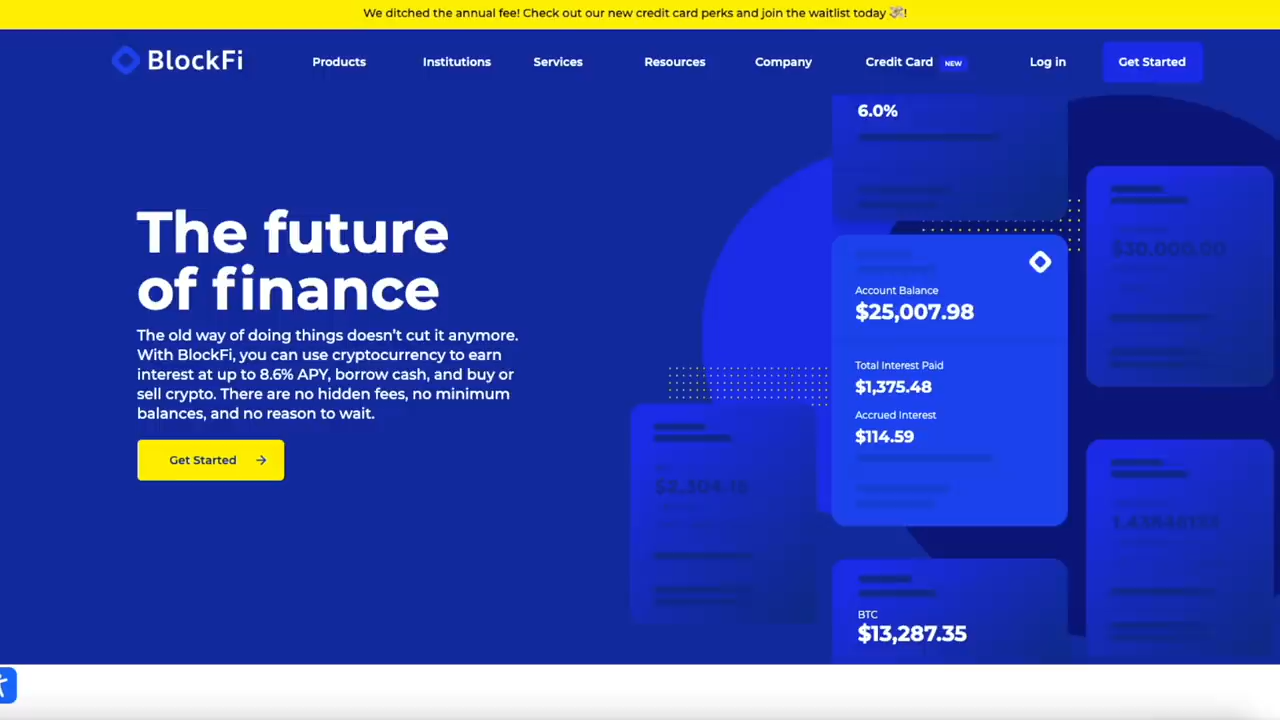 We ditched the annual fee! Check out our new credit card perks and join the waitlist today 💸!
BlockFi
Products
Institutions
Services
Resources
Company
Credit Card NEW
Log in
Get Started
6.0%
The future
of finance
The old way of doing things doesn't cut it anymore.
With BlockFi, you can use cryptocurrency to earn
interest at up to 8.6% APY, borrow cash, and buy or
sell crypto. There are no hidden fees, no minimum
balances, and no reason to wait.
Get Started
Account Balance
$25,007.98
Total Interest Paid
$1,375.48
Accrued Interest
$114.59
$30,000.00
BTC
$13,287.35